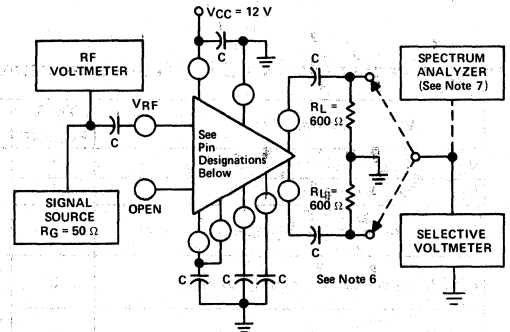 VCC = 12 V
C
RF
VOLTMETER
VRF
C
SIGNAL
SOURCE
RG = 50 Ω
OPEN
See
Pin
Designations
Below
C
C
C
C
RL =
600 Ω
RL =
600 Ω
C
See Note 6
SPECTRUM
ANALYZER
(See Note 7)
SELECTIVE
VOLTMETER